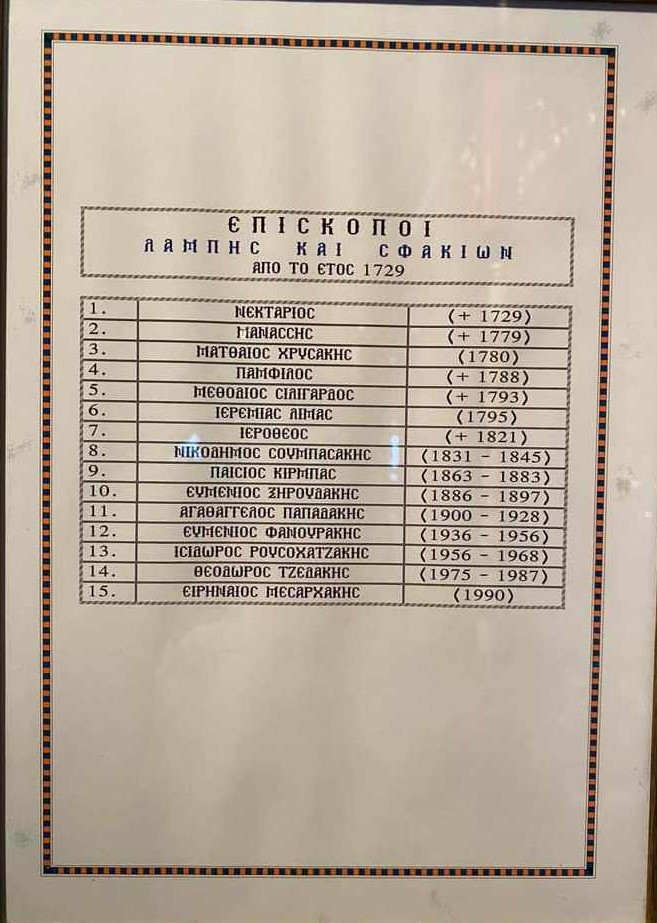 ΕΠΙΣΚΟΠΟΙ
ΛΑΜΠΗΣ ΚΑΙ ΣΦΑΚΙΩΝ
ΑΠΟ ΤΟ ΕΤΟΣ 1729
1. ΝΕΚΤΑΡΙΟΣ (+ 1729)
2. ΜΑΝΑΣΣΗΣ (+ 1779)
3. ΜΑΤΘΑΙΟΣ ΧΡΥΣΑΚΗΣ (1780)
4. ΠΑΜΦΙΛΟΣ (+ 1788)
5. ΜΕΘΟΔΙΟΣ ΣΙΛΙΓΑΡΔΟΣ (+ 1793)
6. ΙΕΡΕΜΙΑΣ ΛΙΜΑΣ (1795)
7. ΙΕΡΟΘΕΟΣ (+ 1821)
8. ΝΙΚΟΔΗΜΟΣ ΣΟΥΜΠΑΣΑΚΗΣ (1831 - 1845)
9. ΠΑΙΣΙΟΣ ΚΙΡΜΠΑΣ (1863 - 1883)
10. ΕΥΜΕΝΙΟΣ ΞΗΡΟΥΔΑΚΗΣ (1886 - 1897)
11. ΑΓΑΘΑΓΓΕΛΟΣ ΠΑΠΑΔΑΚΗΣ (1900 - 1928)
12. ΕΥΜΕΝΙΟΣ ΦΑΝΟΥΡΑΚΗΣ (1936 - 1956)
13. ΙΣΙΔΩΡΟΣ ΡΟΥΣΟΧΑΤΖΑΚΗΣ (1956 - 1968)
14. ΘΕΟΔΩΡΟΣ ΤΖΕΔΑΚΗΣ (1975 - 1987)
15. ΕΙΡΗΝΑΙΟΣ ΜΕΣΑΡΧΑΚΗΣ (1990)